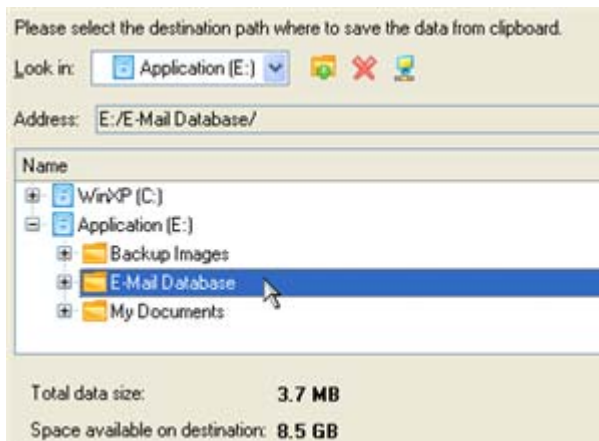 Please select the destination path where to save the data from clipboard.
Look in: Application (E:)
Address: E:/E-Mail Database/
Name
WinXP (C:)
Application (E:)
Backup Images
E-Mail Database
My Documents
Total data size: 3.7 MB
Space available on destination: 8.5 GB